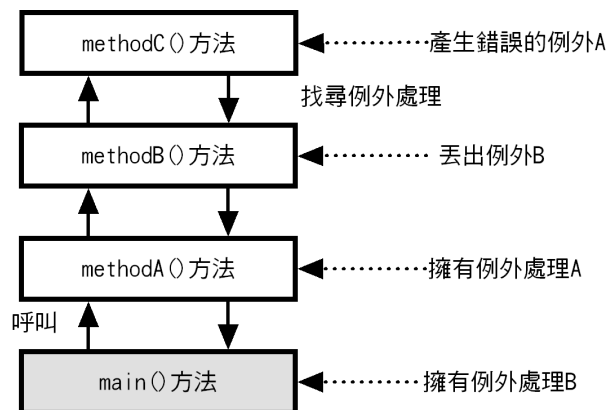 methodC()方法
產生錯誤的例外A
找尋例外處理
methodB()方法
丟出例外B
methodA()方法
擁有例外處理A
呼叫
main()方法
擁有例外處理B